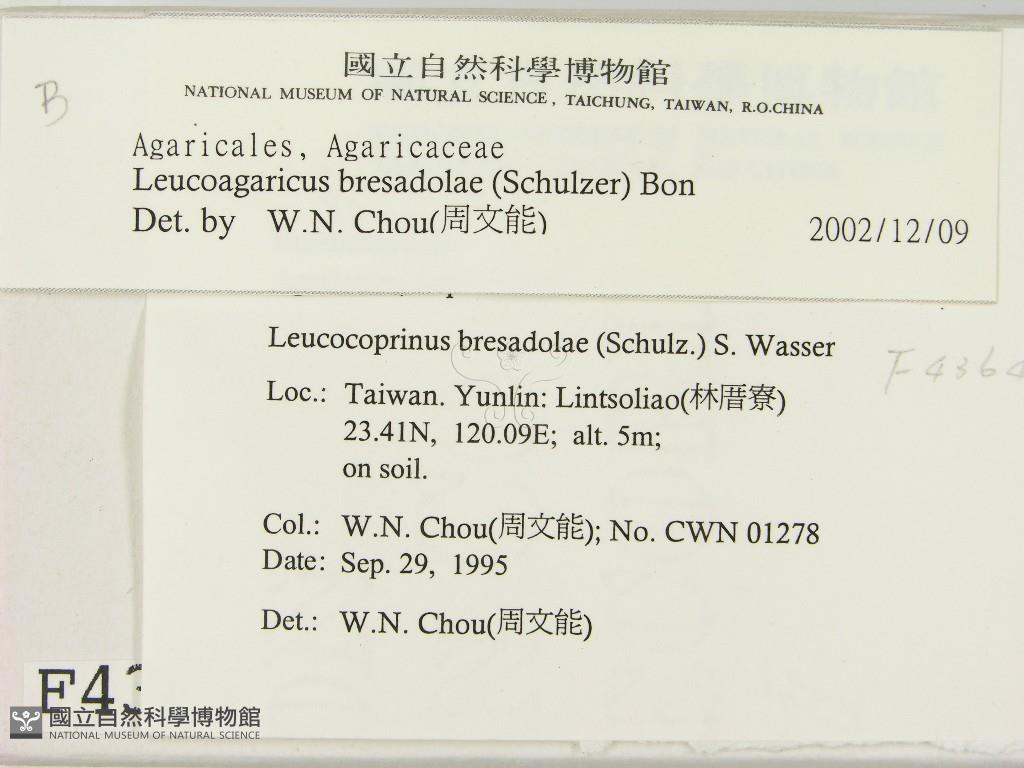 B
國立自然科學博物館
NATIONAL MUSEUM OF NATURAL SCIENCE, TAICHUNG, TAIWAN, R.O.CHINA
Agaricales, Agaricaceae
Leucoagaricus bresadolae (Schulzer) Bon
Det. by W.N. Chou(周文能)
2002/12/09
Leucocoprinus bresadolae (Schulz.) S. Wasser
F4364
Loc.: Taiwan. Yunlin: Lintsoliao(林厝寮)
23.41N, 120.09E; alt. 5m;
on soil.
Col.: W.N. Chou(周文能); No. CWN 01278
Date: Sep. 29, 1995
Det.: W.N. Chou(周文能)
F43
國立自然科學博物館
NATIONAL MUSEUM OF NATURAL SCIENCE